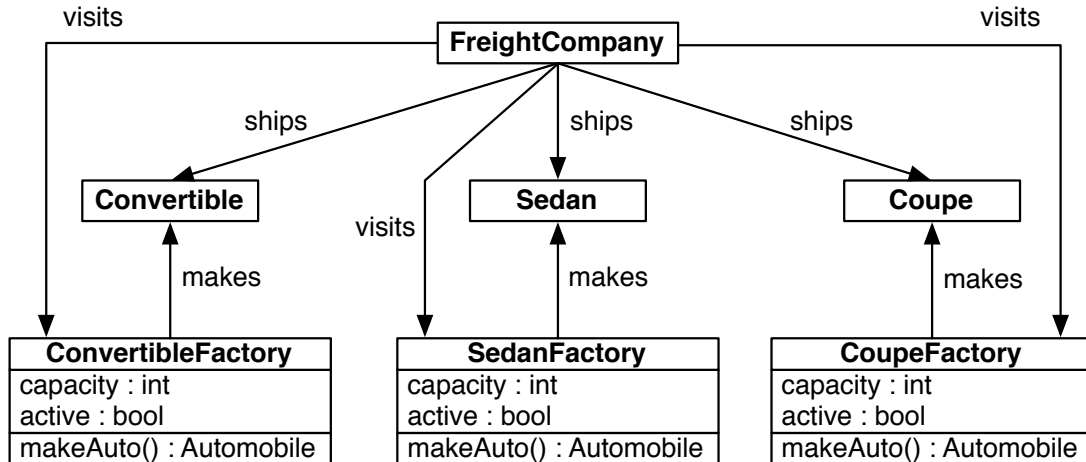 visits
visits
FreightCompany
ships
ships
ships
Convertible
Sedan
Coupe
visits
makes
makes
makes
ConvertibleFactory
capacity : int
active : bool
makeAuto() : Automobile
SedanFactory
capacity : int
active : bool
makeAuto() : Automobile
CoupeFactory
capacity : int
active : bool
makeAuto() : Automobile